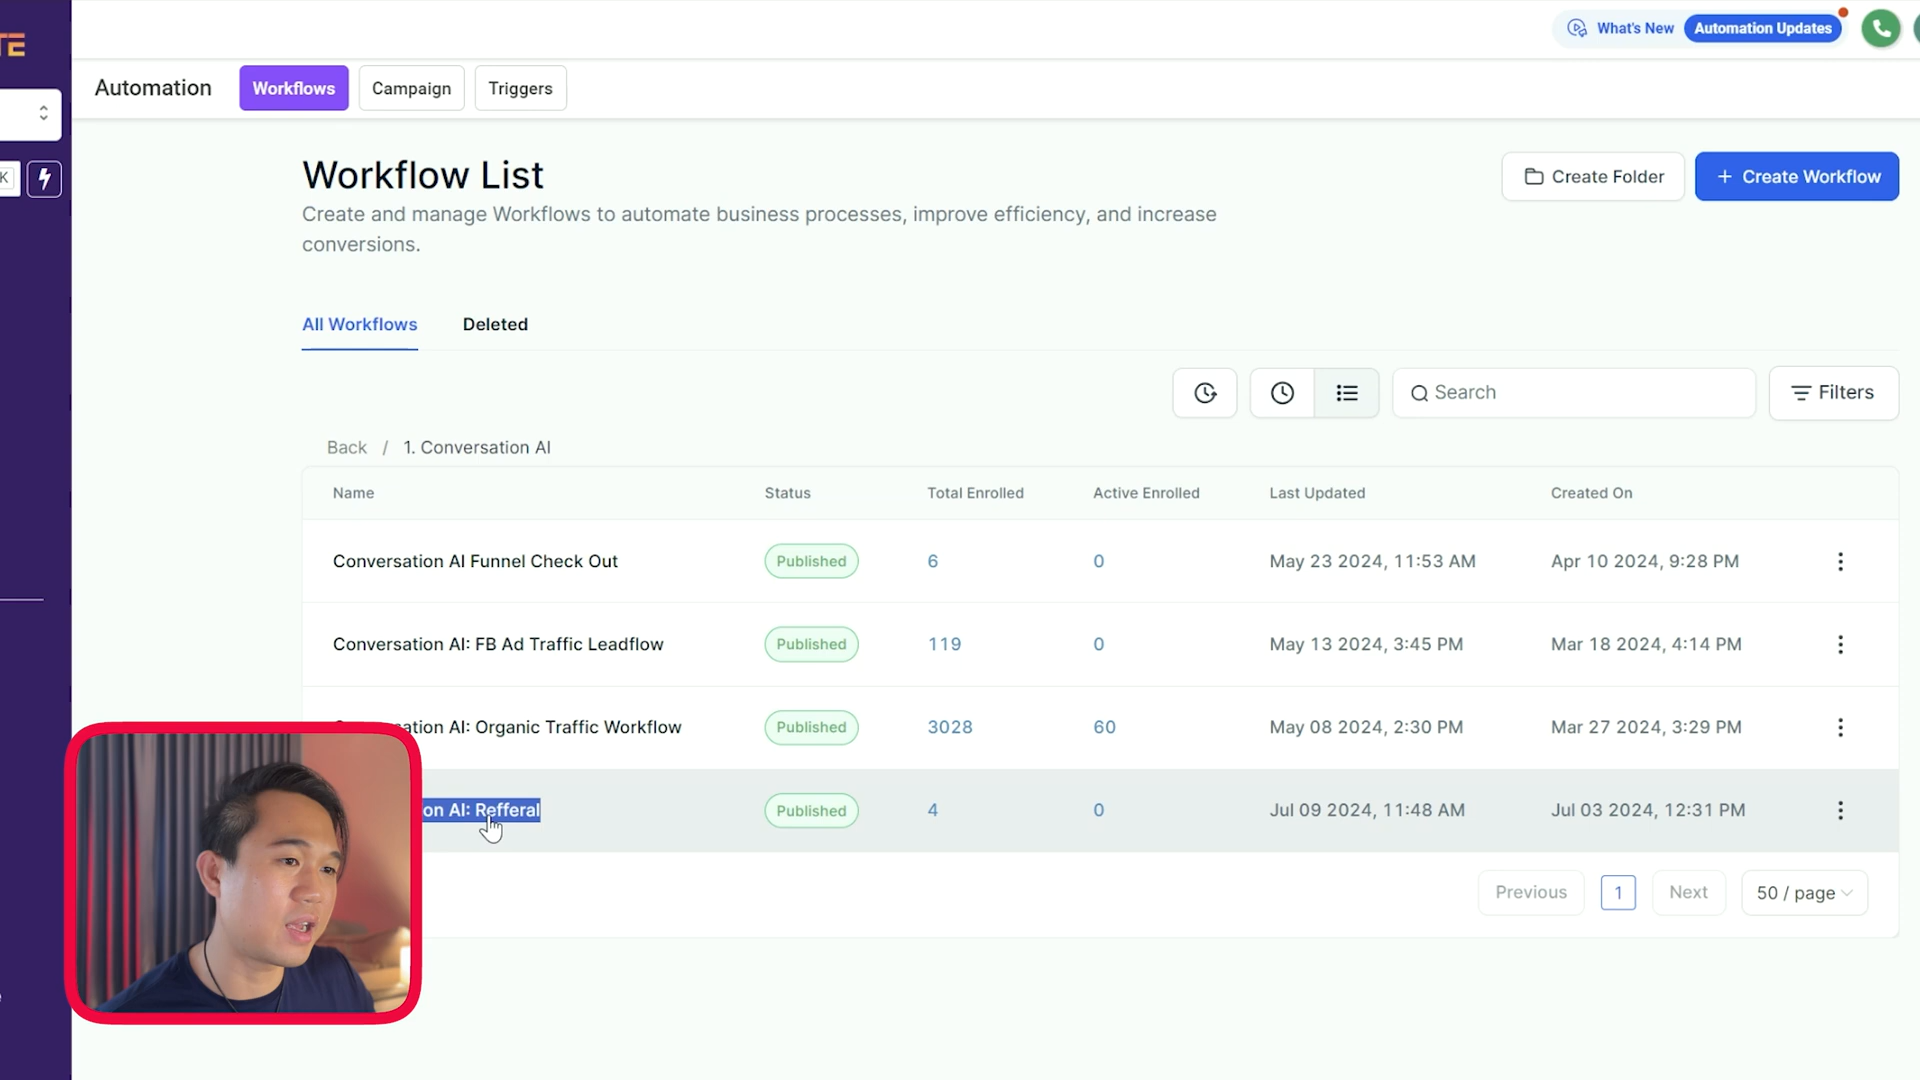 TE
What's New
Automation Updates
Automation
Workflows
Campaign
Triggers
K
Workflow List
Create Folder
+ Create Workflow
Create and manage Workflows to automate business processes, improve efficiency, and increase
conversions.
All Workflows
Deleted
Search
Filters
Back / 1. Conversation AI
Name Status Total Enrolled Active Enrolled Last Updated Created On
Conversation AI Funnel Check Out Published 6 0 May 23 2024, 11:53 AM Apr 10 2024, 9:28 PM
Conversation AI: FB Ad Traffic Leadflow Published 119 0 May 13 2024, 3:45 PM Mar 18 2024, 4:14 PM
ation AI: Organic Traffic Workflow Published 3028 60 May 08 2024, 2:30 PM Mar 27 2024, 3:29 PM
on AI: Refferal Published 4 0 Jul 09 2024, 11:48 AM Jul 03 2024, 12:31 PM
Previous 1 Next 50 / page